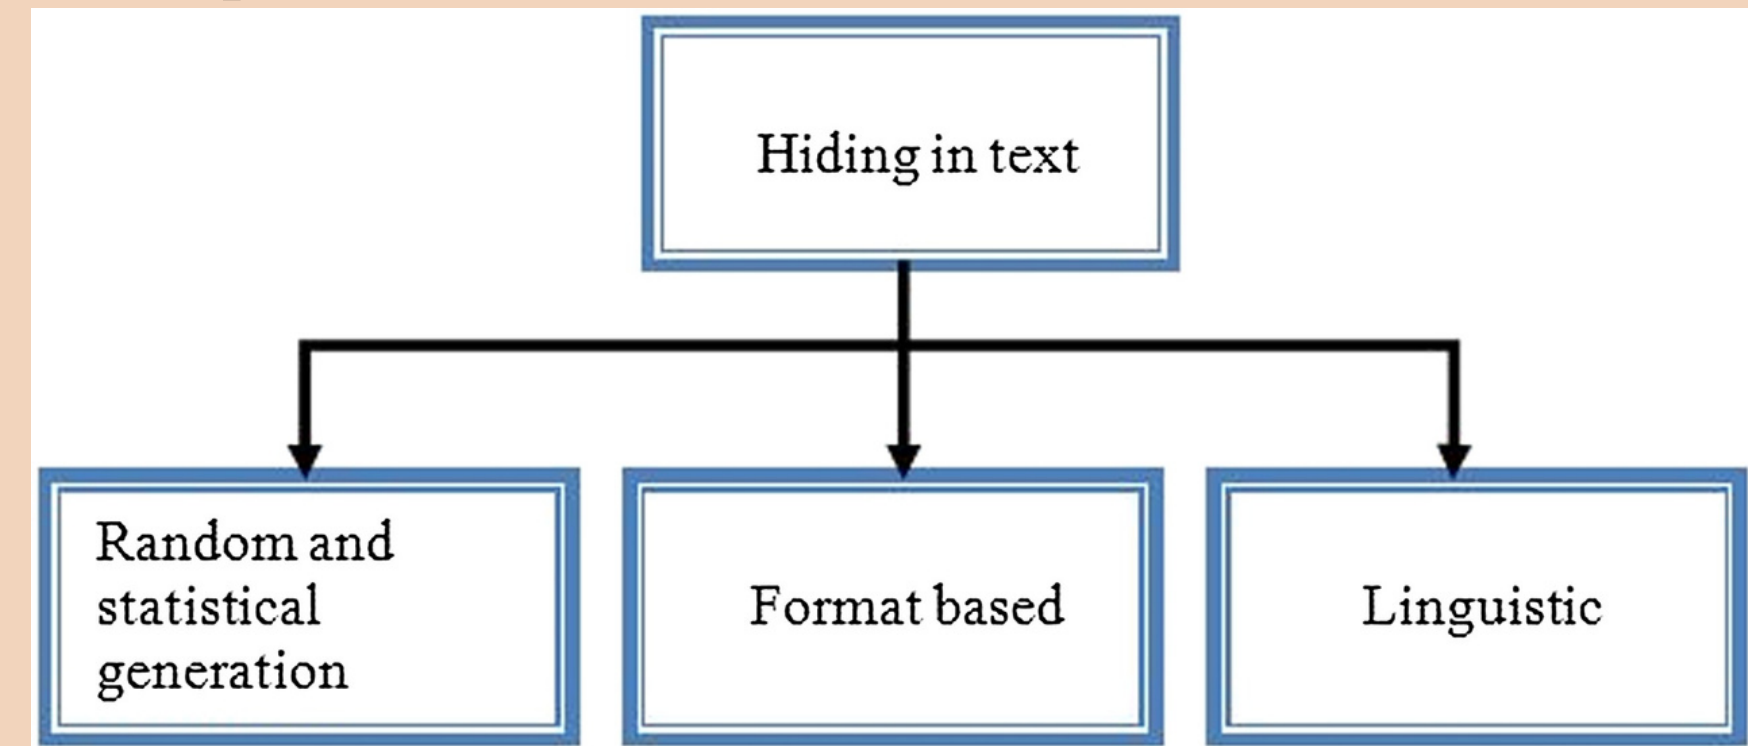 Hiding in text
Random and
statistical
generation
Format based
Linguistic